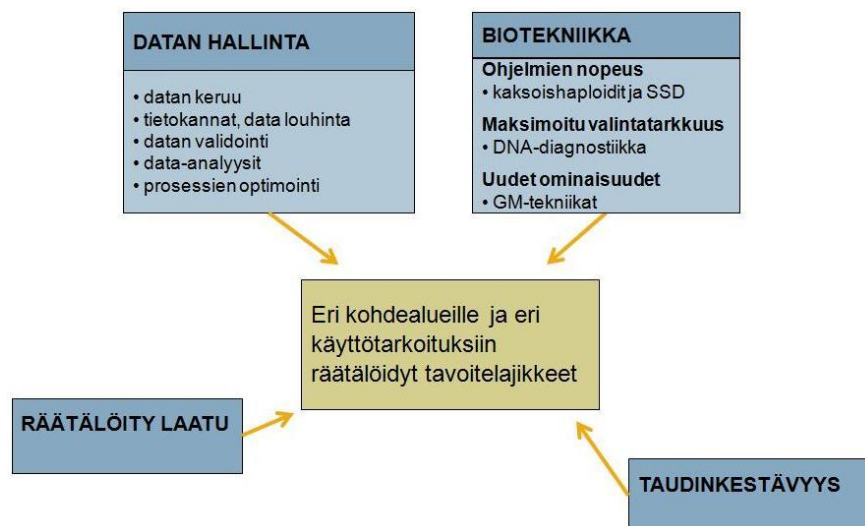 DATAN HALLINTA
• datan keruu
• tietokannat, data louhinta
• datan validointi
• data-analyysit
• prosessien optimointi
BIOTEKNIIKKA
Ohjelmien nopeus
• kaksoishaploidit ja SSD
Maksimoitu valintatarkkuus
• DNA-diagnostiikka
Uudet ominaisuudet
• GM-tekniikat
Eri kohdealueille ja eri
käyttötarkoituksiin
räätälöidyt tavoitelajikkeet
RÄÄTÄLÖITY LAATU
TAUDINKESTÄVYYS